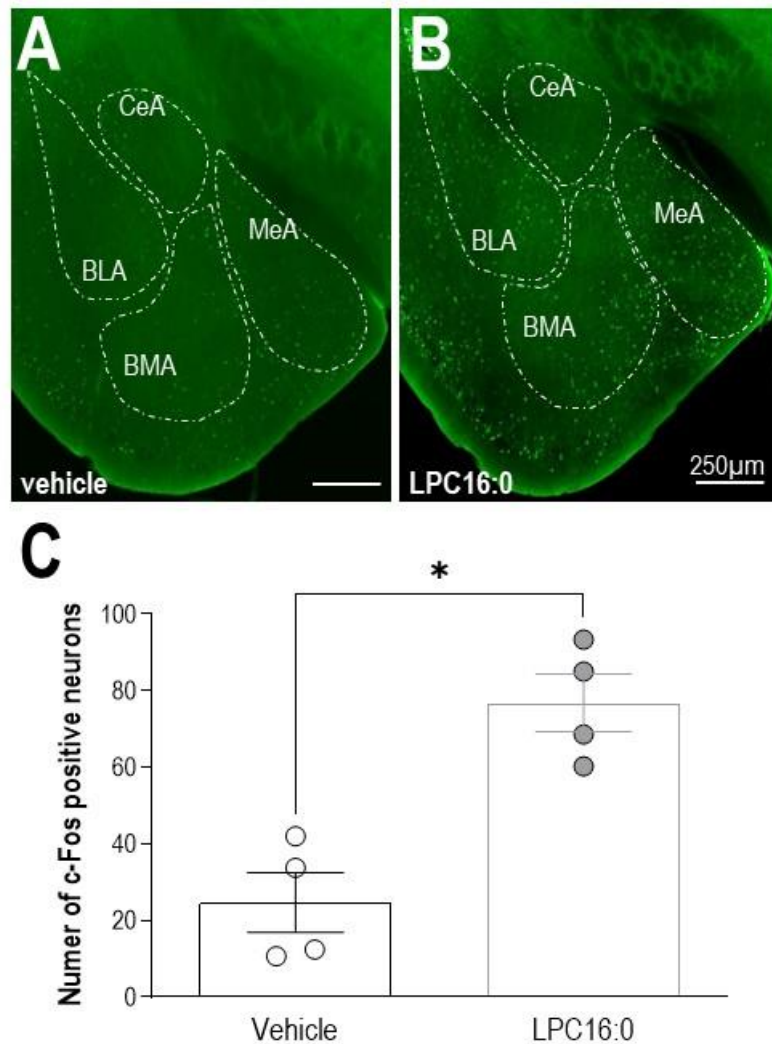 A
CeA
MeA
BLA
BMA
vehicle
B
CeA
MeA
BLA
BMA
LPC16:0
250µm
C
*
Numer of c-Fos positive neurons
100
80
60
40
20
0
Vehicle
LPC16:0